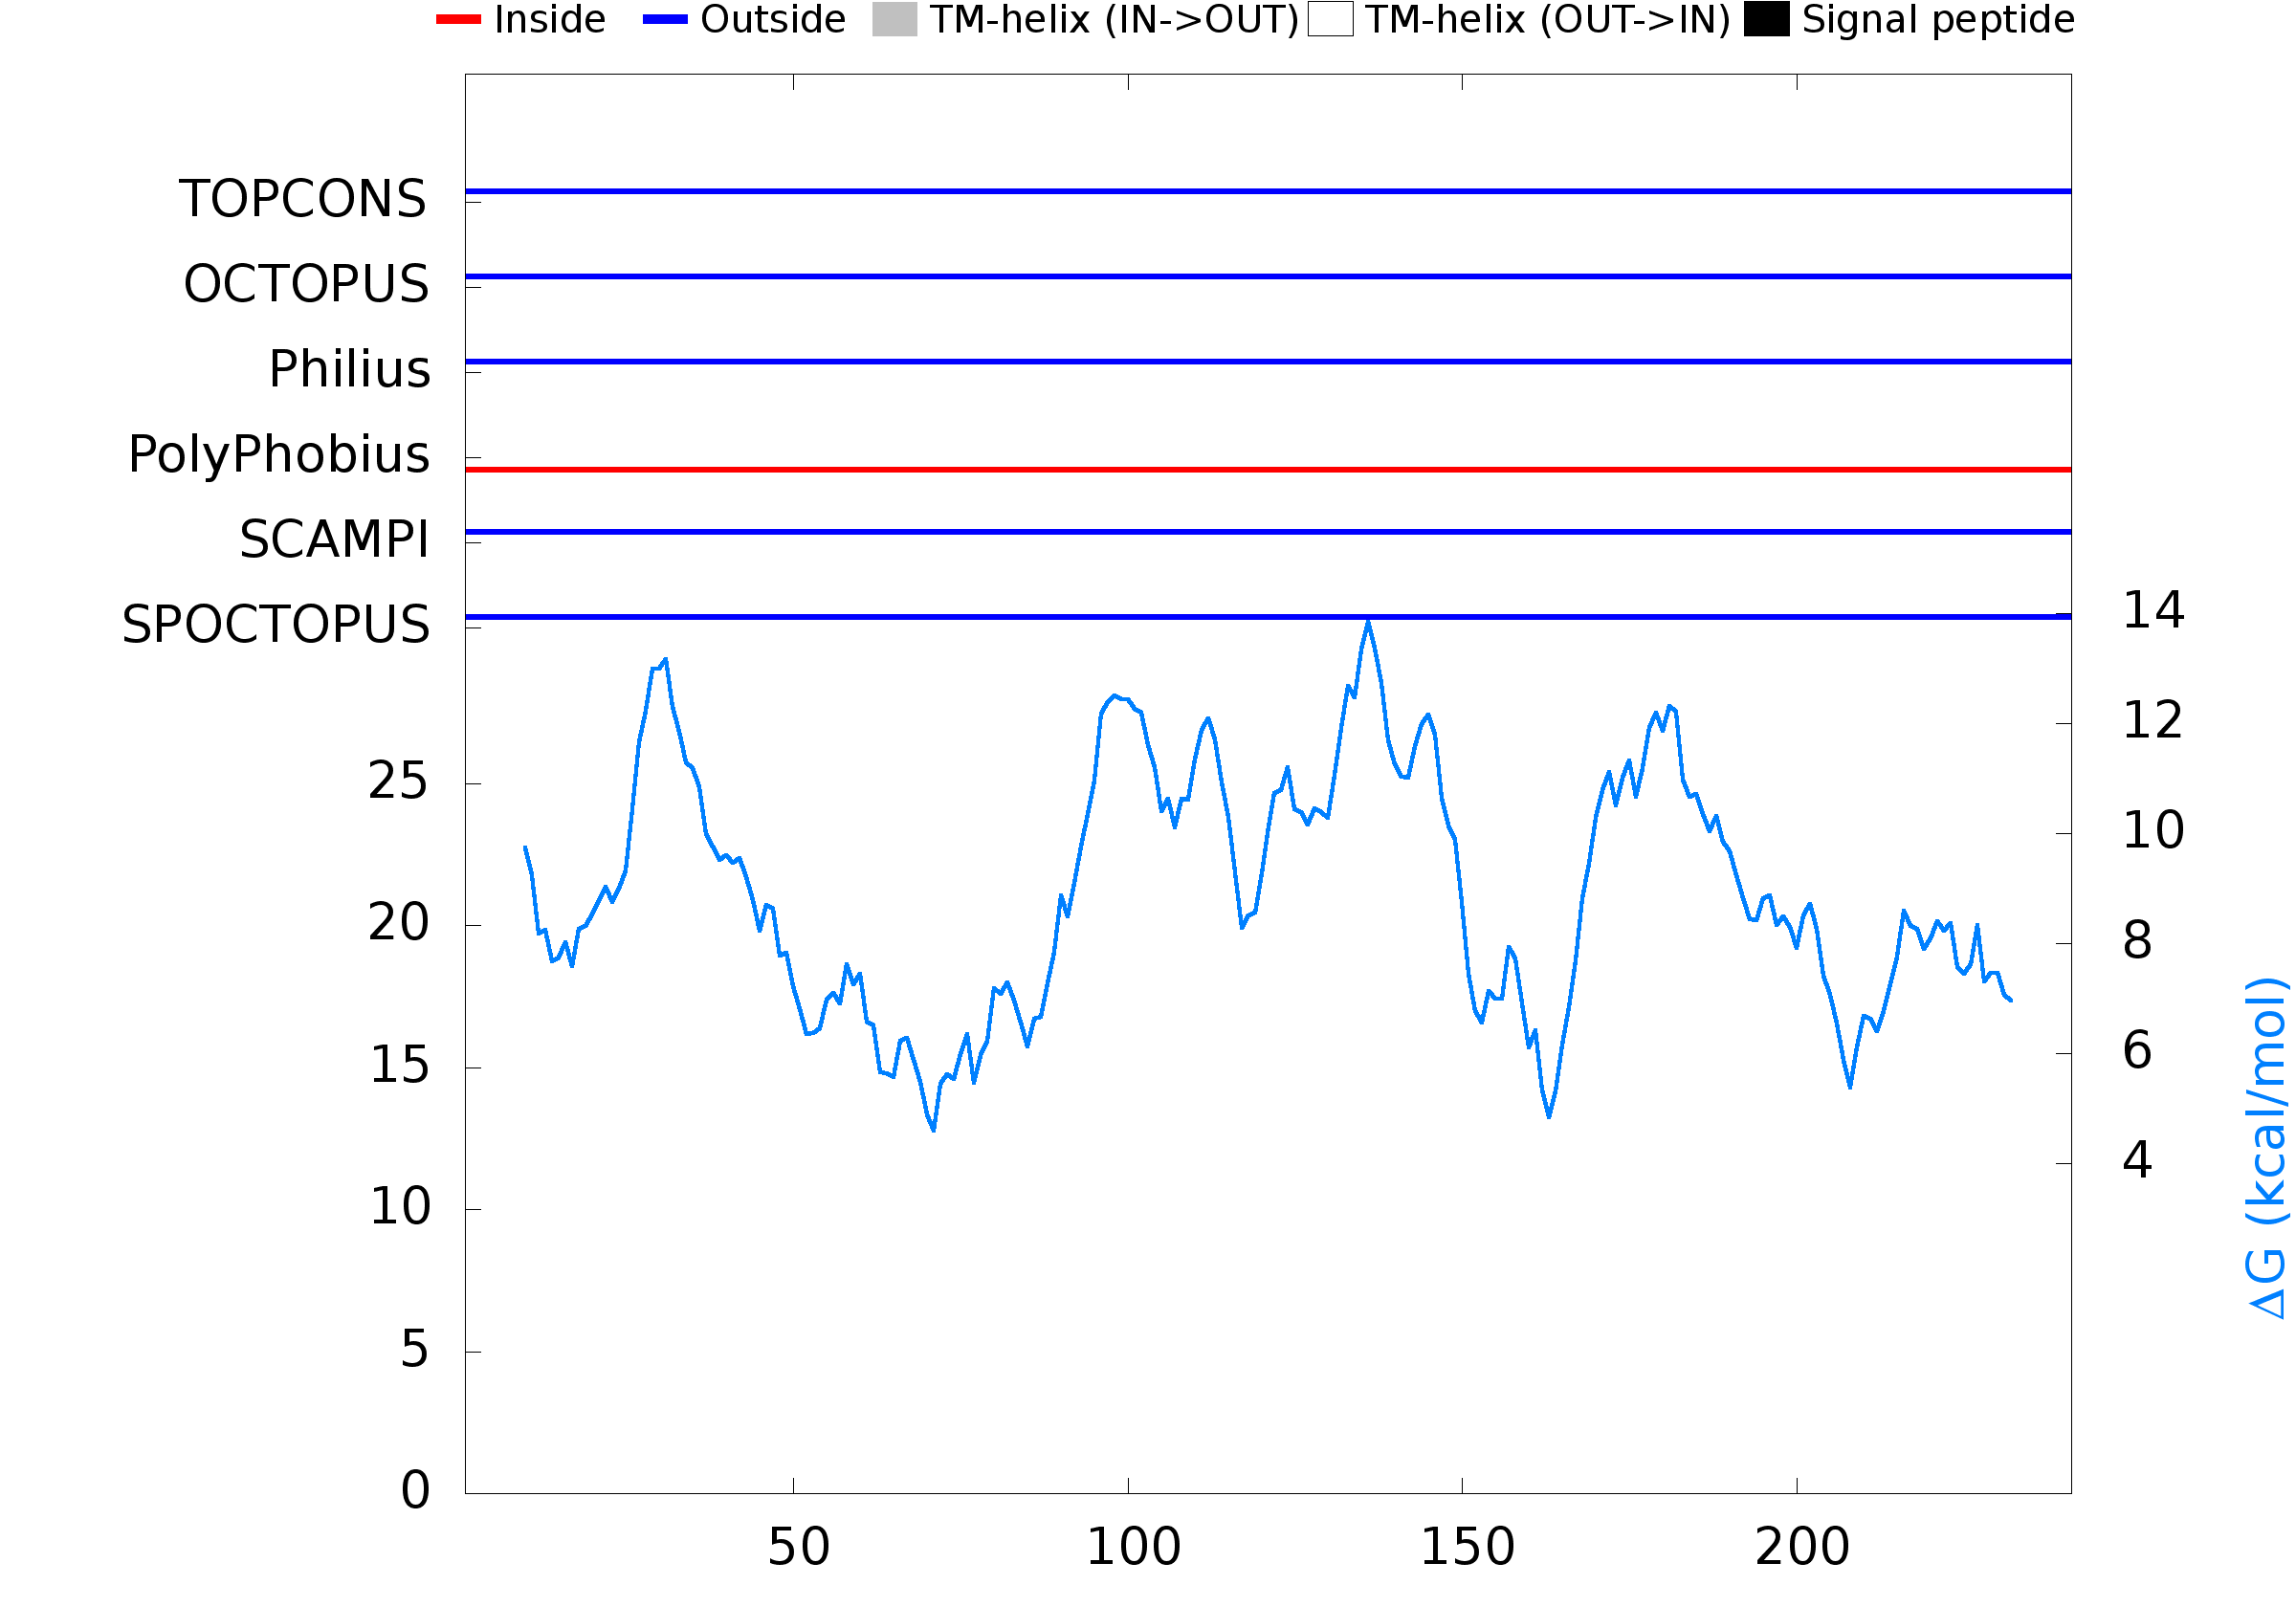 Inside Outside TM-helix (IN->OUT) TM-helix (OUT->IN) Signal peptide
TOPCONS
OCTOPUS
Philius
PolyPhobius
SCAMPI
SPOCTOPUS
14
12
25
10
20
8
15
6
4
10
5
0
ΔG (kcal/mol)
50 100 150 200